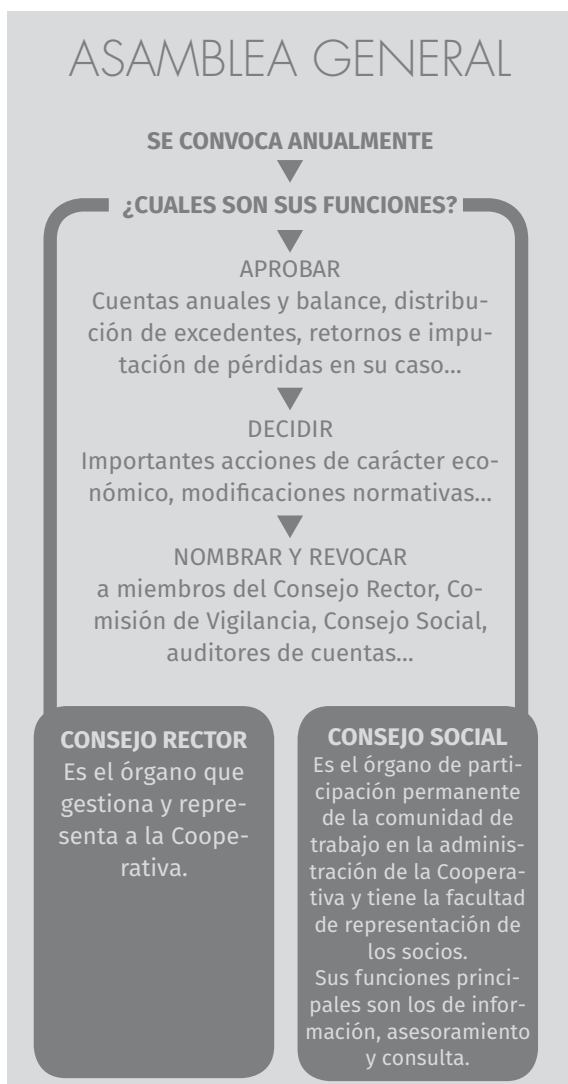 ASAMBLEA GENERAL
SE CONVOCA ANUALMENTE
¿CUALES SON SUS FUNCIONES?
APROBAR
Cuentas anuales y balance, distribu-
ción de excedentes, retornos e impu-
tación de pérdidas en su caso...
DECIDIR
Importantes acciones de carácter eco-
nómico, modificaciones normativas...
NOMBRAR Y REVOCAR
a miembros del Consejo Rector, Co-
misión de Vigilancia, Consejo Social,
auditores de cuentas...
CONSEJO RECTOR
Es el órgano que
gestiona y repre-
senta a la Coope-
rativa.
CONSEJO SOCIAL
Es el órgano de parti-
cipación permanente
de la comunidad de
trabajo en la adminis-
tración de la Coopera-
tiva y tiene la facultad
de representación de
los socios.
Sus funciones princi-
pales son los de infor-
mación, asesoramiento
y consulta.